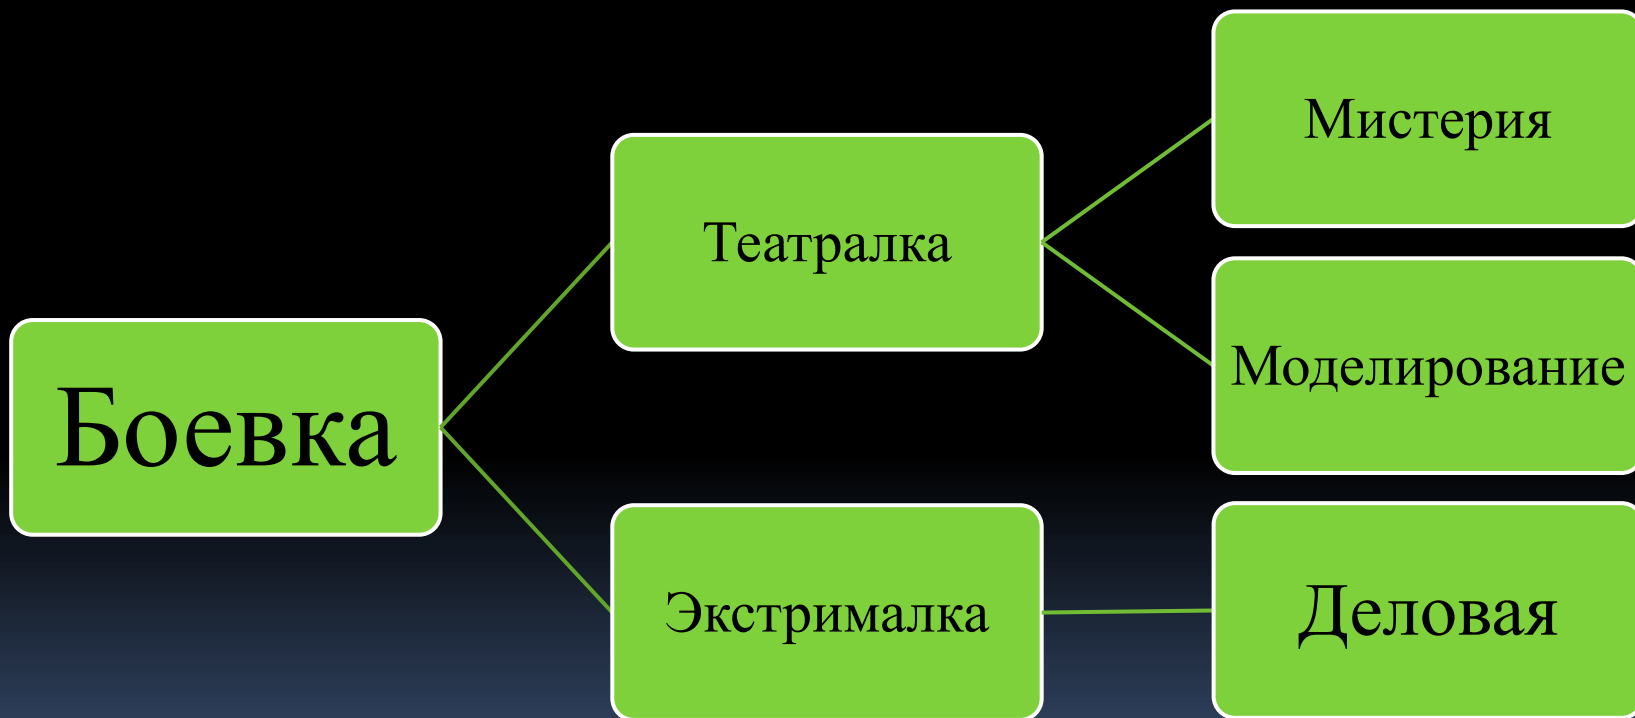 Боевка
Театралка
Мистерия
Моделирование
Экстрималка
Деловая